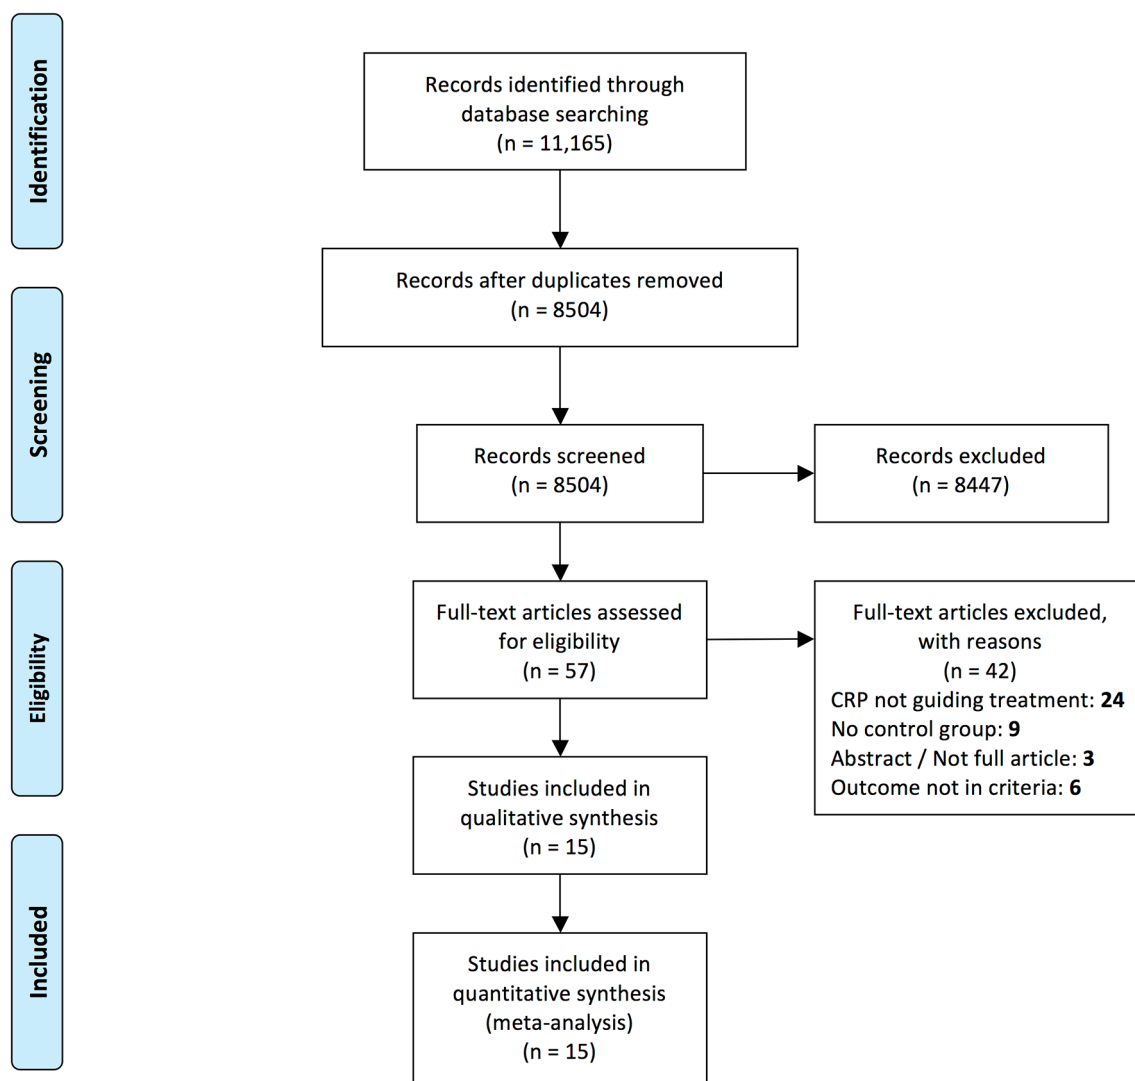 Identification
Records identified through
database searching
(n = 11,165)
Records after duplicates removed
(n = 8504)
Screening
Records screened
(n = 8504)
Records excluded
(n = 8447)
Eligibility
Full-text articles assessed
for eligibility
(n = 57)
Full-text articles excluded,
with reasons
(n = 42)
CRP not guiding treatment: 24
No control group: 9
Abstract / Not full article: 3
Outcome not in criteria: 6
Studies included in
qualitative synthesis
(n = 15)
Included
Studies included in
quantitative synthesis
(meta-analysis)
(n = 15)